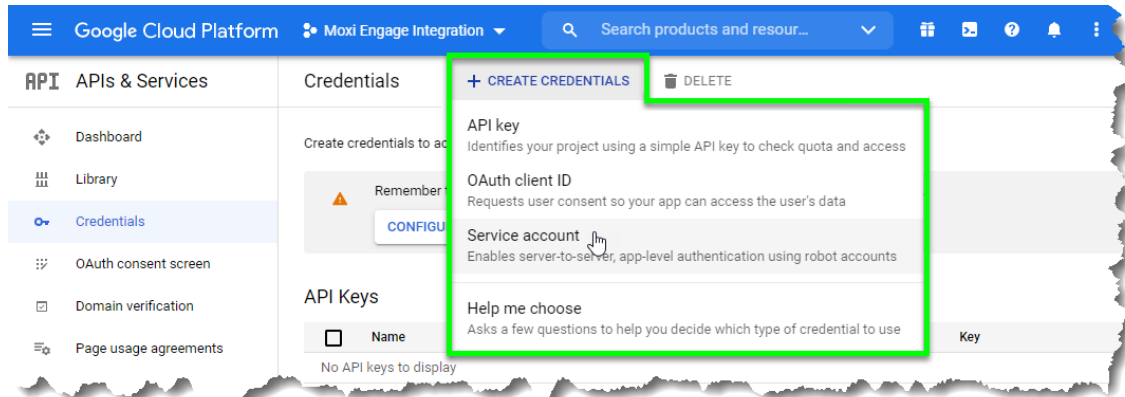 Google Cloud Platform
Moxi Engage Integration
Search products and resour...
API APIs & Services
Credentials
+ CREATE CREDENTIALS
DELETE
Dashboard
Library
Credentials
OAuth consent screen
Domain verification
Page usage agreements
Create credentials to ac
Remember
CONFIGU
API key
Identifies your project using a simple API key to check quota and access
OAuth client ID
Requests user consent so your app can access the user's data
Service account
Enables server-to-server, app-level authentication using robot accounts
Help me choose
Asks a few questions to help you decide which type of credential to use
API Keys
Name
Key
No API keys to display